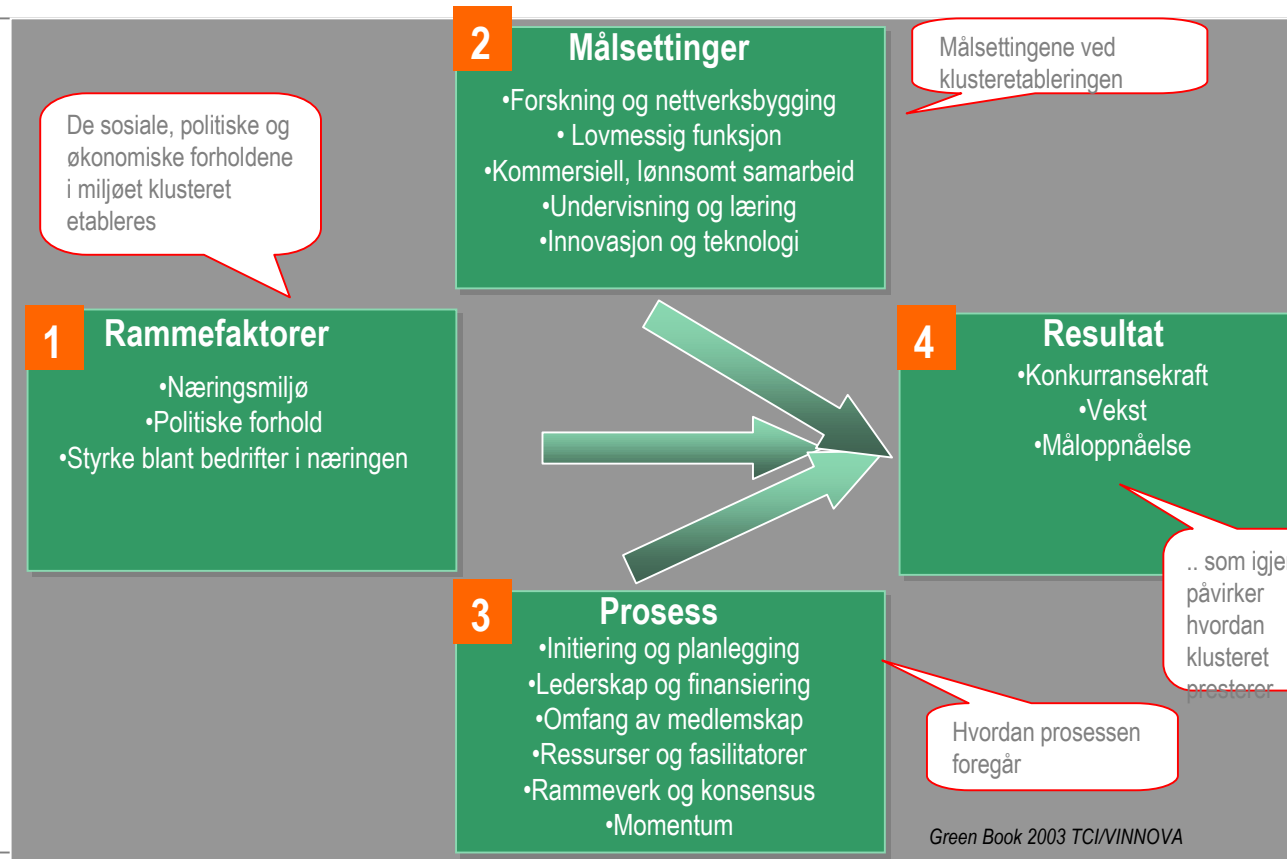 2
Målsettinger
•Forskning og nettverksbygging
• Lovmessig funksjon
•Kommersiell, lønnsomt samarbeid
•Undervisning og læring
•Innovasjon og teknologi
Målsettingene ved
klusteretableringen
De sosiale, politiske og
økonomiske forholdene
i miljøet klusteret
etableres
1
Rammefaktorer
•Næringsmiljø
•Politiske forhold
•Styrke blant bedrifter i næringen
4
Resultat
•Konkurransekraft
•Vekst
•Måloppnåelse
.. som igje
påvirker
hvordan
klusteret
presterer
3
Prosess
•Initiering og planlegging
•Lederskap og finansiering
•Omfang av medlemskap
•Ressurser og fasilitatorer
•Rammeverk og konsensus
•Momentum
Hvordan prosessen
foregår
Green Book 2003 TCI/VINNOVA